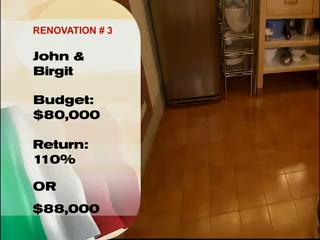 RENOVATION # 3
John &
Birgit
Budget:
$80,000
Return:
110%
OR
$88,000